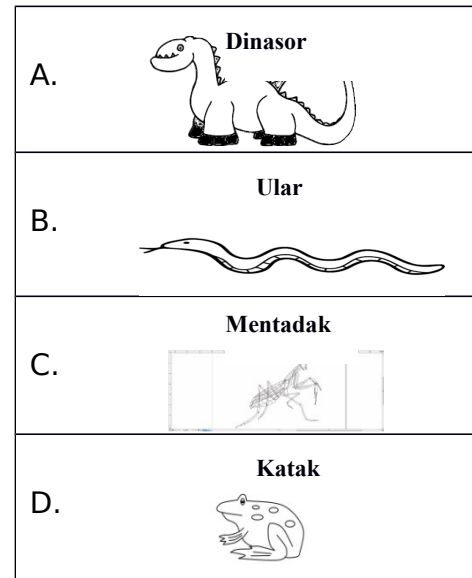 Dinasor
A.
Ular
B.
Mentadak
C.
Katak
D.